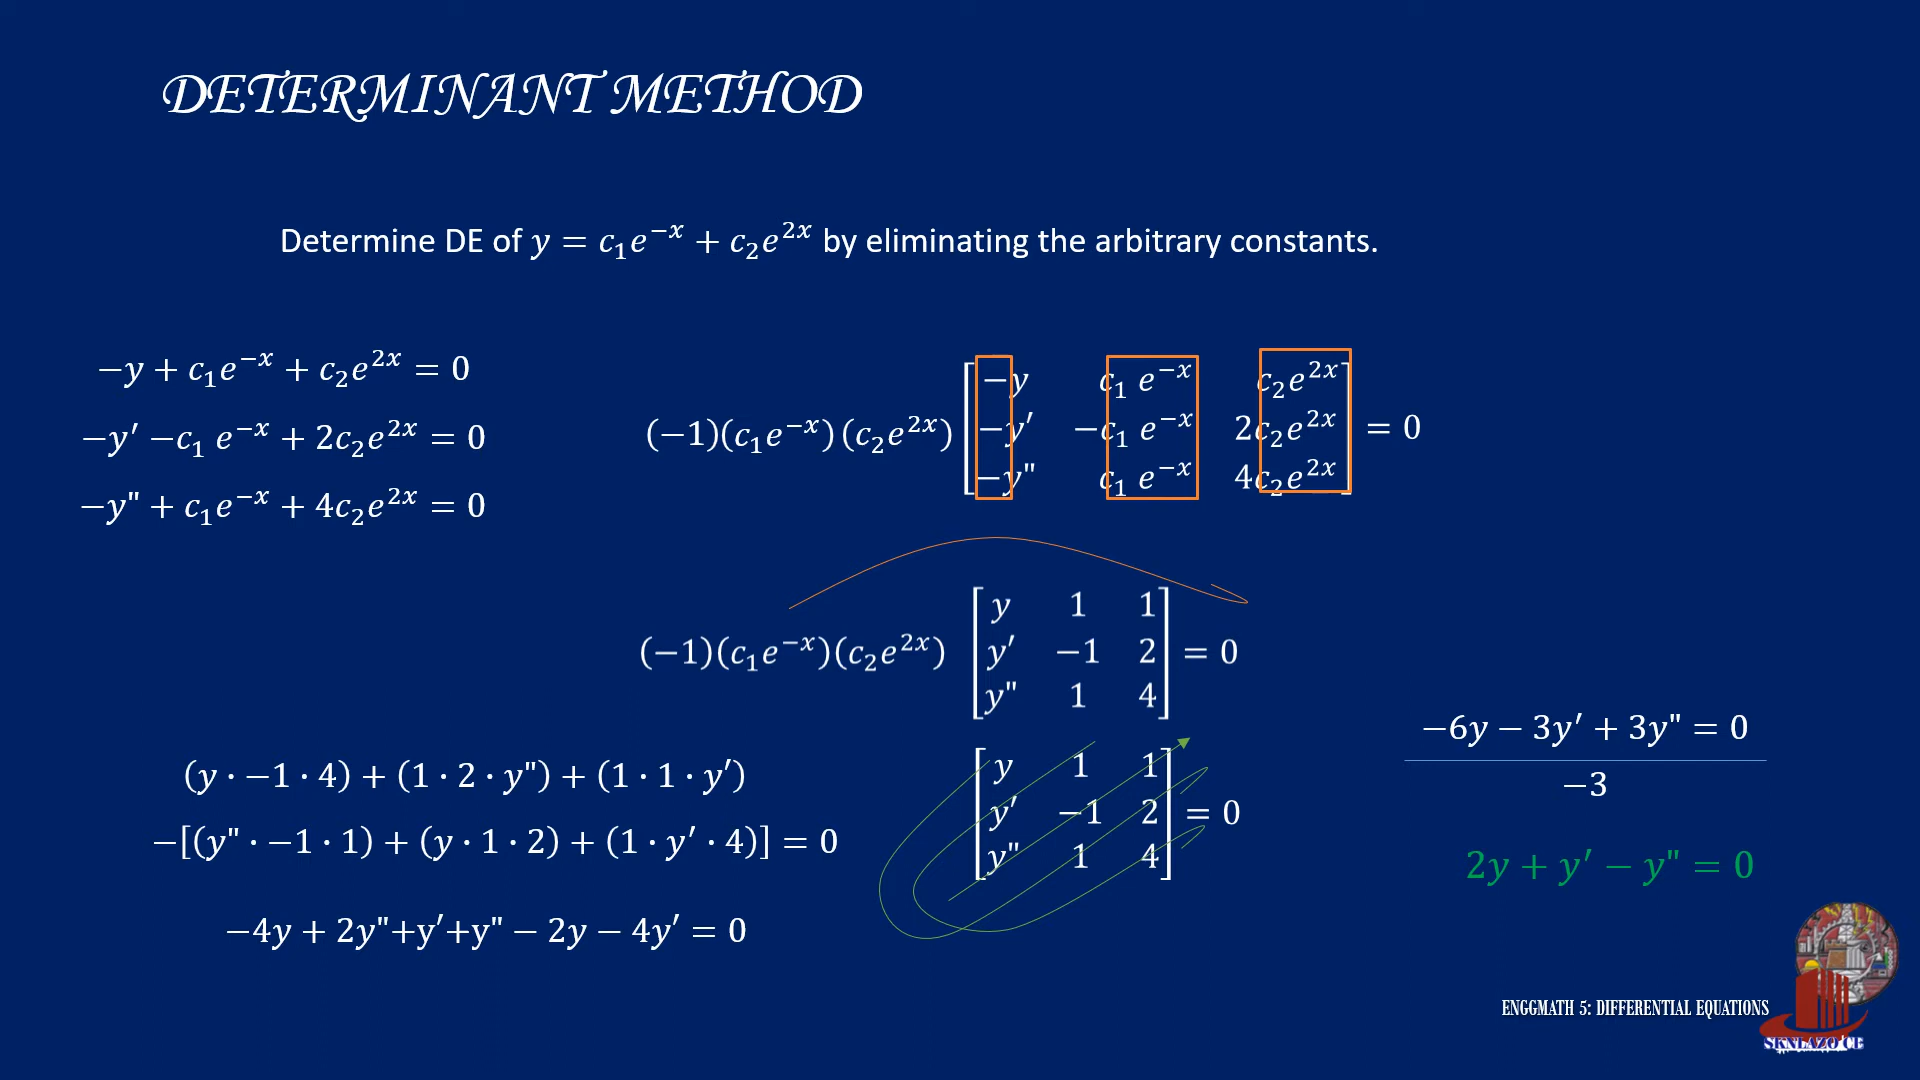 DETERMINANT METHOD
Determine DE of y = c₁e⁻ˣ + c₂e²ˣ by eliminating the arbitrary constants.
−y + c₁e⁻ˣ + c₂e²ˣ = 0
−y′ −c₁ e⁻ˣ + 2c₂e²ˣ = 0
−y" + c₁e⁻ˣ + 4c₂e²ˣ = 0
(−1)(c₁e⁻ˣ)(c₂e²ˣ) [−y c₁ e⁻ˣ c₂e²ˣ
−y′ −c₁ e⁻ˣ 2c₂e²ˣ
−y" c₁ e⁻ˣ 4c₂e²ˣ] = 0
(−1)(c₁e⁻ˣ)(c₂e²ˣ) [y 1 1
y′ −1 2
y" 1 4] = 0
[y 1 1
y′ −1 2
y" 1 4] = 0
(y · −1 · 4) + (1 · 2 · y") + (1 · 1 · y′)
−[(y" · −1 · 1) + (y · 1 · 2) + (1 · y′ · 4)] = 0
−4y + 2y"+y′+y" − 2y − 4y′ = 0
−6y − 3y′ + 3y" = 0
−3
2y + y′ − y" = 0
ENGGMATH 5: DIFFERENTIAL EQUATIONS
SKNLAZO CE